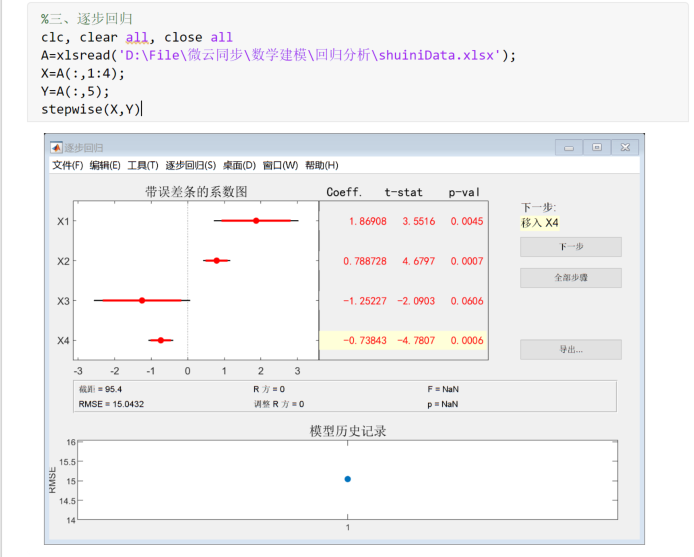 %三、逐步回归
clc, clear all, close all
A=xlsread('D:\File\微云同步\数学建模\回归分析\shuiniData.xlsx');
X=A(:,1:4);
Y=A(:,5);
stepwise(X,Y)
逐步回归
文件(F) 编辑(E) 工具(T) 逐步回归(S) 桌面(D) 窗口(W) 帮助(H)
带误差条的系数图 Coeff. t-stat p-val
X1 1.86908 3.5516 0.0045
X2 0.788728 4.6797 0.0007
X3 -1.25227 -2.0903 0.0606
X4 -0.73843 -4.7807 0.0006
-3 -2 -1 0 1 2 3
下一步:
移入 X4
下一步
全部步骤
导出...
截距 = 95.4 R 方 = 0 F = NaN
RMSE = 15.0432 调整 R 方 = 0 p = NaN
模型历史记录
RMSE
16
15.5
15
14.5
14
1